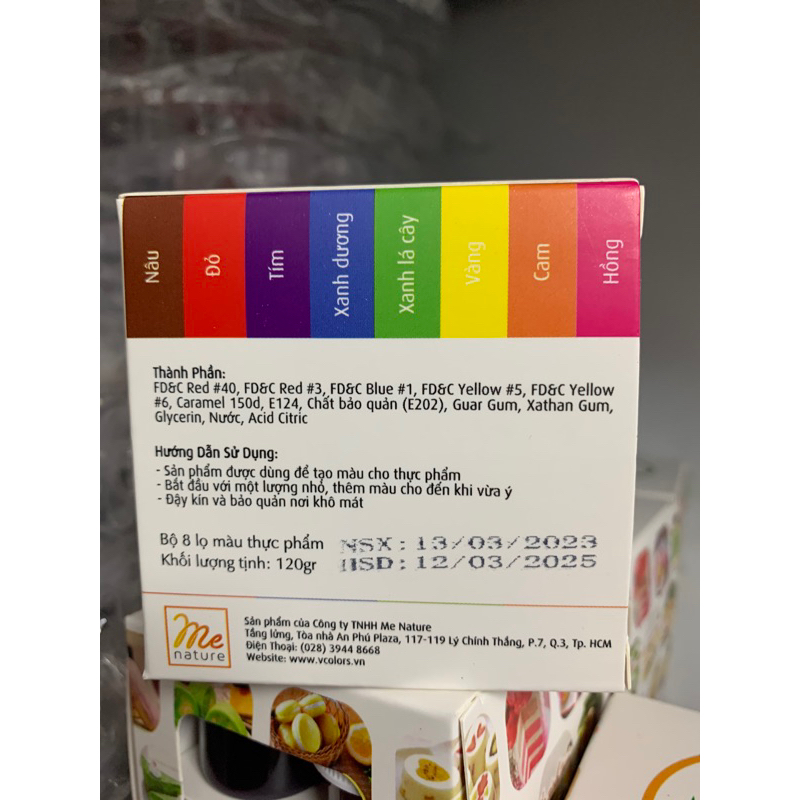 Nâu
Đỏ
Tím
Xanh dương
Xanh lá cây
Vàng
Cam
Hồng
Thành Phần:
FD&C Red #40, FD&C Red #3, FD&C Blue #1, FD&C Yellow #5, FD&C Yellow
#6, Caramel 150d, E124, Chất bảo quản (E202), Guar Gum, Xathan Gum,
Glycerin, Nước, Acid Citric
Hướng Dẫn Sử Dụng:
- Sản phẩm được dùng để tạo màu cho thực phẩm
- Bắt đầu với một lượng nhỏ, thêm màu cho đến khi vừa ý
- Đậy kín và bảo quản nơi khô mát
Bộ 8 lọ màu thực phẩm NSX : 13/03/2023
Khối lượng tịnh: 120gr HSD : 12/03/2025
Me
nature
Sản phẩm của Công ty TNHH Me Nature
Tầng lửng, Tòa nhà An Phú Plaza, 117-119 Lý Chính Thắng, P.7, Q.3, Tp. HCM
Điện Thoại: (028) 3944 8668
Website: www.vcolors.vn